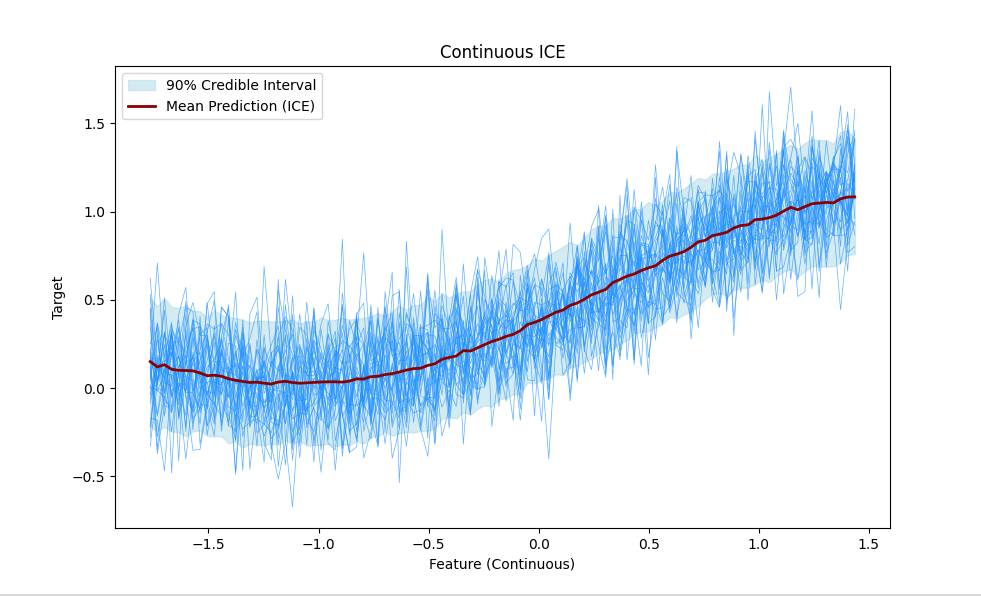 Continuous ICE
90% Credible Interval
Mean Prediction (ICE)
Target
1.5
1.0
0.5
0.0
−0.5
−1.5
−1.0
−0.5
0.0
0.5
1.0
1.5
Feature (Continuous)